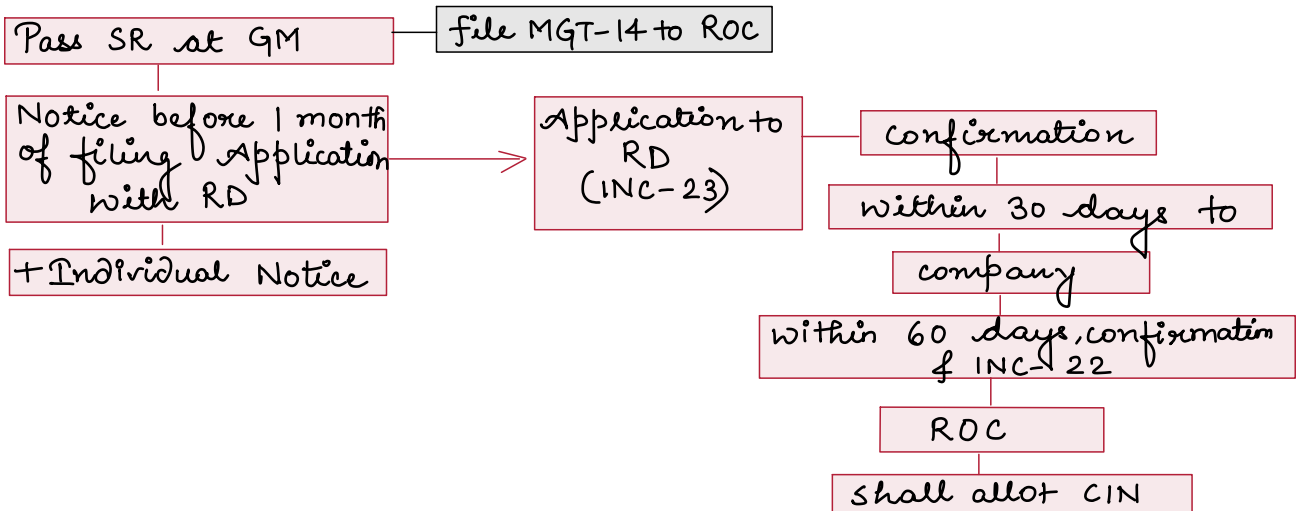 Pass SR at GM
file MGT-14 to ROC
Notice before 1 month
of filing Application
with RD
+ Individual Notice
Application to
RD
(INC-23)
confirmation
within 30 days to
company
within 60 days, confirmation
& INC-22
ROC
shall allot CIN